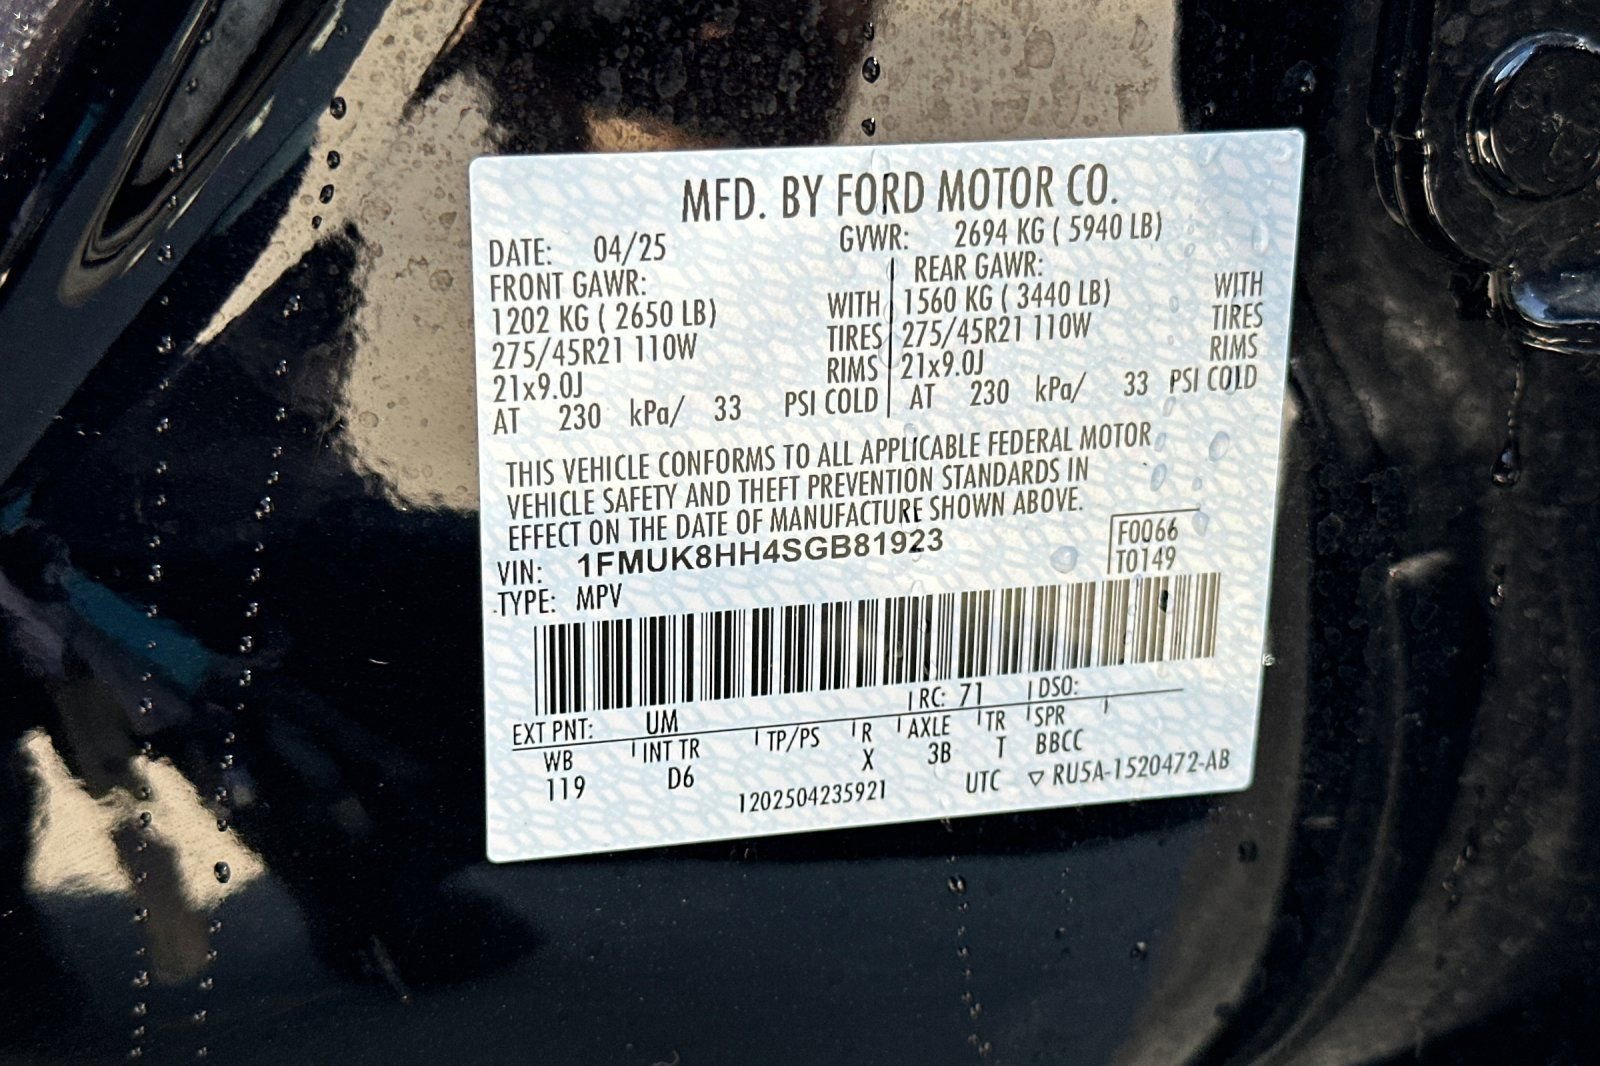 MFD. BY FORD MOTOR CO.
DATE: 04/25 GVWR: 2694 KG ( 5940 LB)
FRONT GAWR: REAR GAWR:
1202 KG ( 2650 LB) WITH 1560 KG ( 3440 LB) WITH
275/45R21 110W TIRES 275/45R21 110W TIRES
21x9.0J RIMS 21x9.0J RIMS
AT 230 kPa/ 33 PSI COLD AT 230 kPa/ 33 PSI COLD
THIS VEHICLE CONFORMS TO ALL APPLICABLE FEDERAL MOTOR
VEHICLE SAFETY AND THEFT PREVENTION STANDARDS IN
EFFECT ON THE DATE OF MANUFACTURE SHOWN ABOVE.
VIN: 1FMUK8HH4SGB81923 F0066
TYPE: MPV T0149
EXT PNT: UM RC: 71 DSO:
WB INT TR TP/PS R AXLE TR SPR
119 D6 X 3B T BBCC
1202504235921 UTC ▽ RU5A-1520472-AB